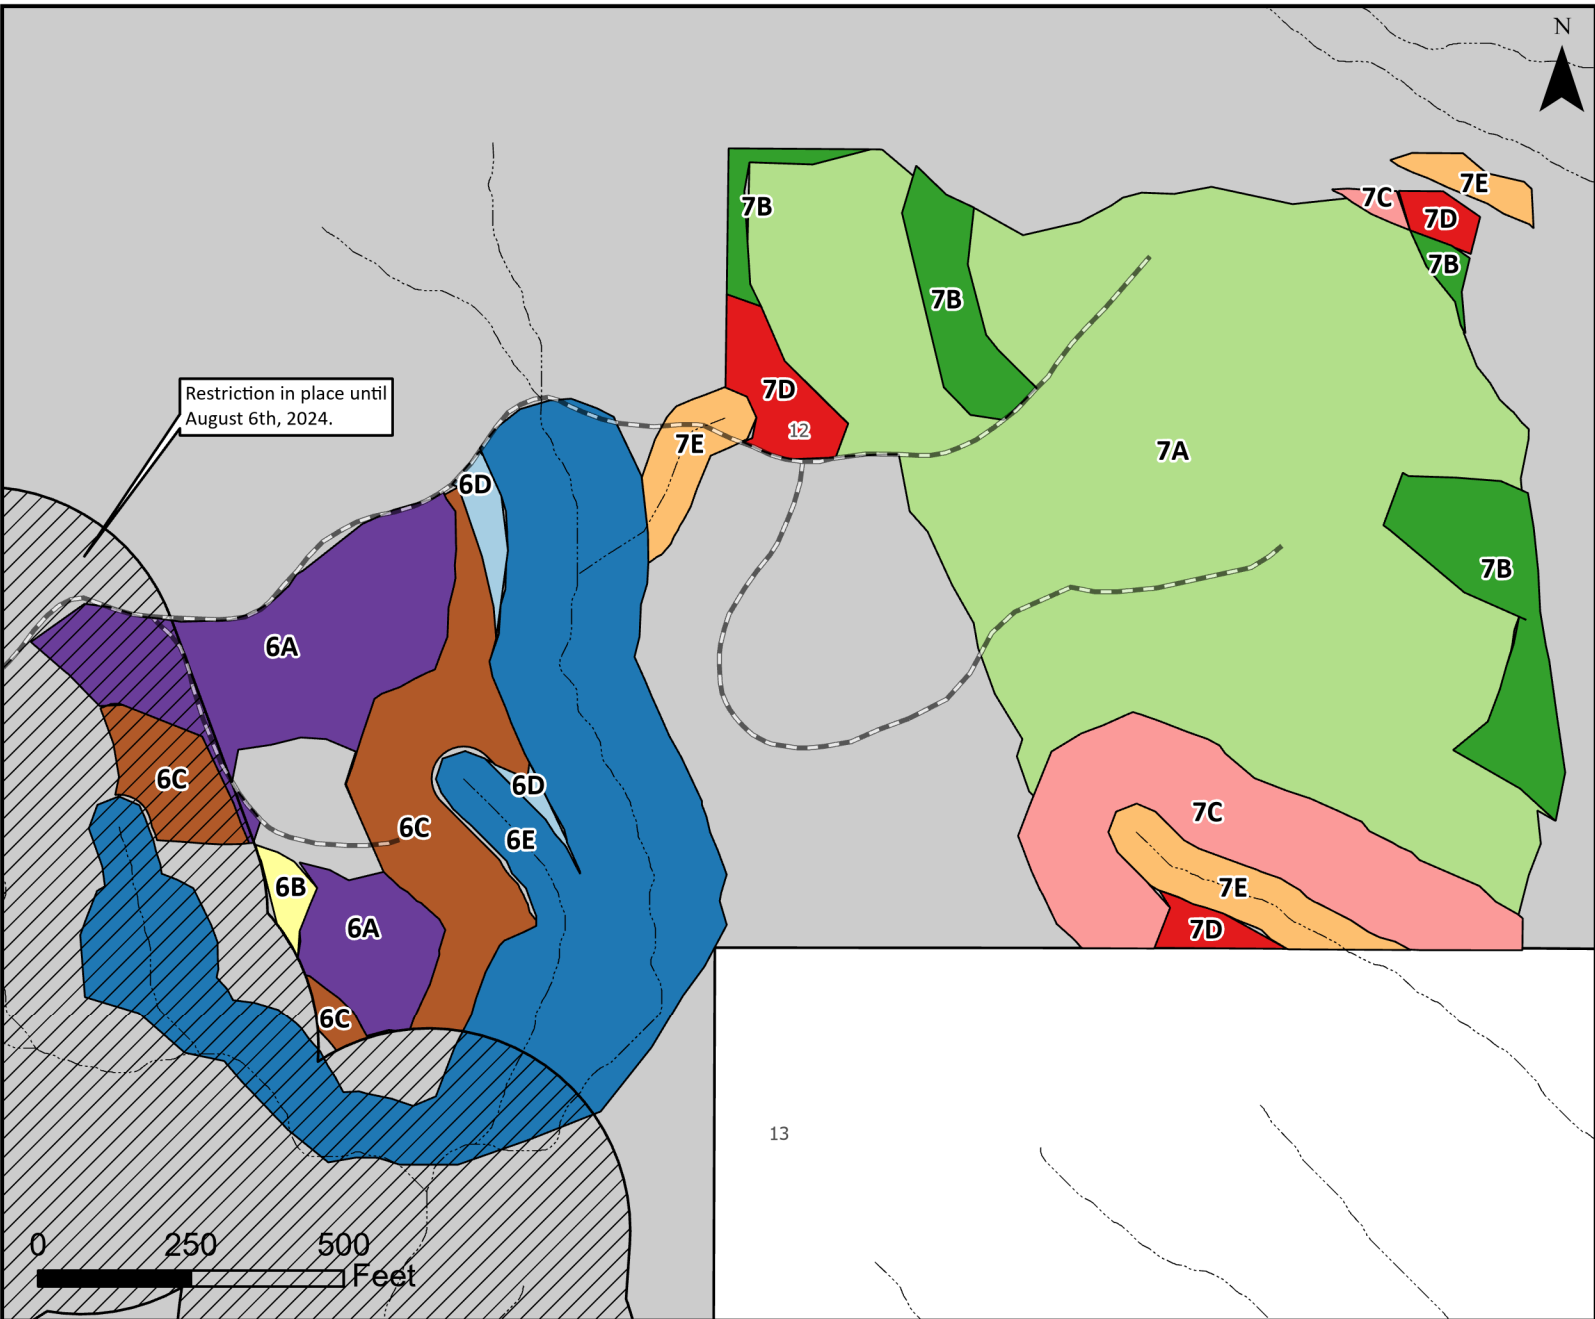 N
7E
7C
7D
7B
7B
7B
7D
12
7E
7A
Restriction in place until
August 6th, 2024.
6D
7B
6A
6C
6D
6C
6E
7C
6B
7E
6A
7D
6C
13
0 250 500
Feet